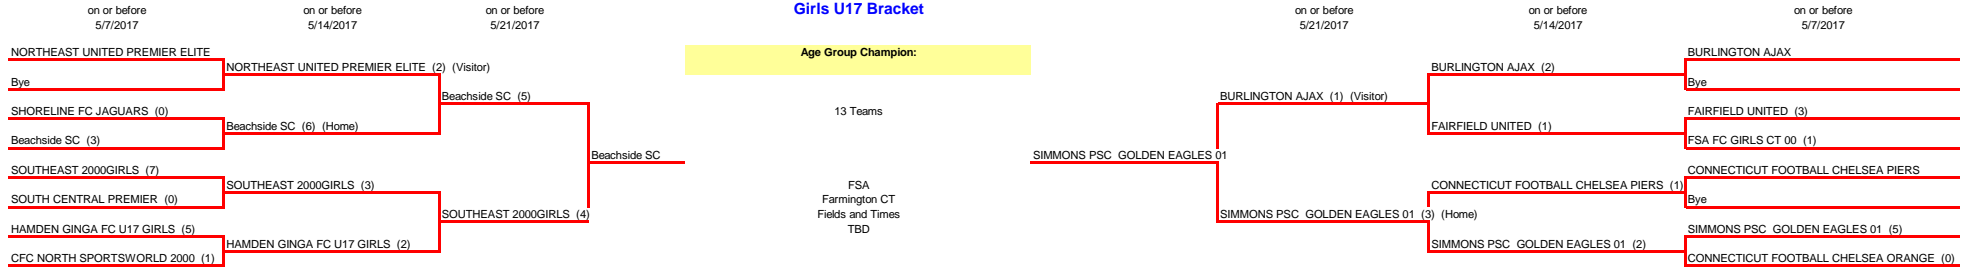 on or before
5/7/2017
on or before
5/14/2017
on or before
5/21/2017
Girls U17 Bracket
on or before
5/21/2017
on or before
5/14/2017
on or before
5/7/2017
NORTHEAST UNITED PREMIER ELITE
Bye
SHORELINE FC JAGUARS (0)
Beachside SC (3)
SOUTHEAST 2000GIRLS (7)
SOUTH CENTRAL PREMIER (0)
HAMDEN GINGA FC U17 GIRLS (5)
CFC NORTH SPORTSWORLD 2000 (1)
NORTHEAST UNITED PREMIER ELITE (2) (Visitor)
Beachside SC (6) (Home)
SOUTHEAST 2000GIRLS (3)
HAMDEN GINGA FC U17 GIRLS (2)
Beachside SC (5)
SOUTHEAST 2000GIRLS (4)
Beachside SC
Age Group Champion:
13 Teams
FSA
Farmington CT
Fields and Times
TBD
SIMMONS PSC GOLDEN EAGLES 01
BURLINGTON AJAX (1) (Visitor)
SIMMONS PSC GOLDEN EAGLES 01 (3) (Home)
BURLINGTON AJAX (2)
FAIRFIELD UNITED (1)
CONNECTICUT FOOTBALL CHELSEA PIERS (1)
SIMMONS PSC GOLDEN EAGLES 01 (2)
BURLINGTON AJAX
Bye
FAIRFIELD UNITED (3)
FSA FC GIRLS CT 00 (1)
CONNECTICUT FOOTBALL CHELSEA PIERS
Bye
SIMMONS PSC GOLDEN EAGLES 01 (5)
CONNECTICUT FOOTBALL CHELSEA ORANGE (0)